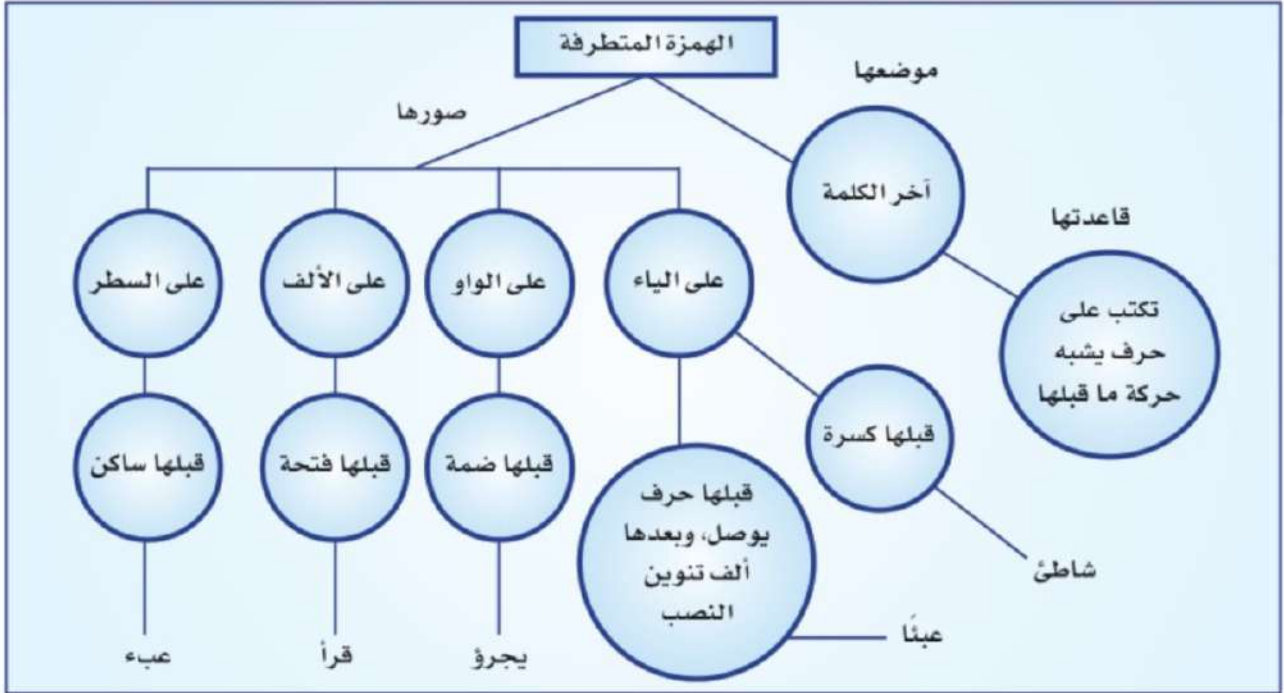 الهمزة المتطرفة
موضعها
صورها
آخر الكلمة
قاعدتها
تكتب على
حرف يشبه
حركة ما قبلها
على الياء
على الواو
على الألف
على السطر
قبلها كسرة
قبلها حرف
يوصل، وبعدها
ألف تنوين
النصب
قبلها ضمة
قبلها فتحة
قبلها ساكن
شاطئ
عبئًا
يجرؤ
قرأ
عبء